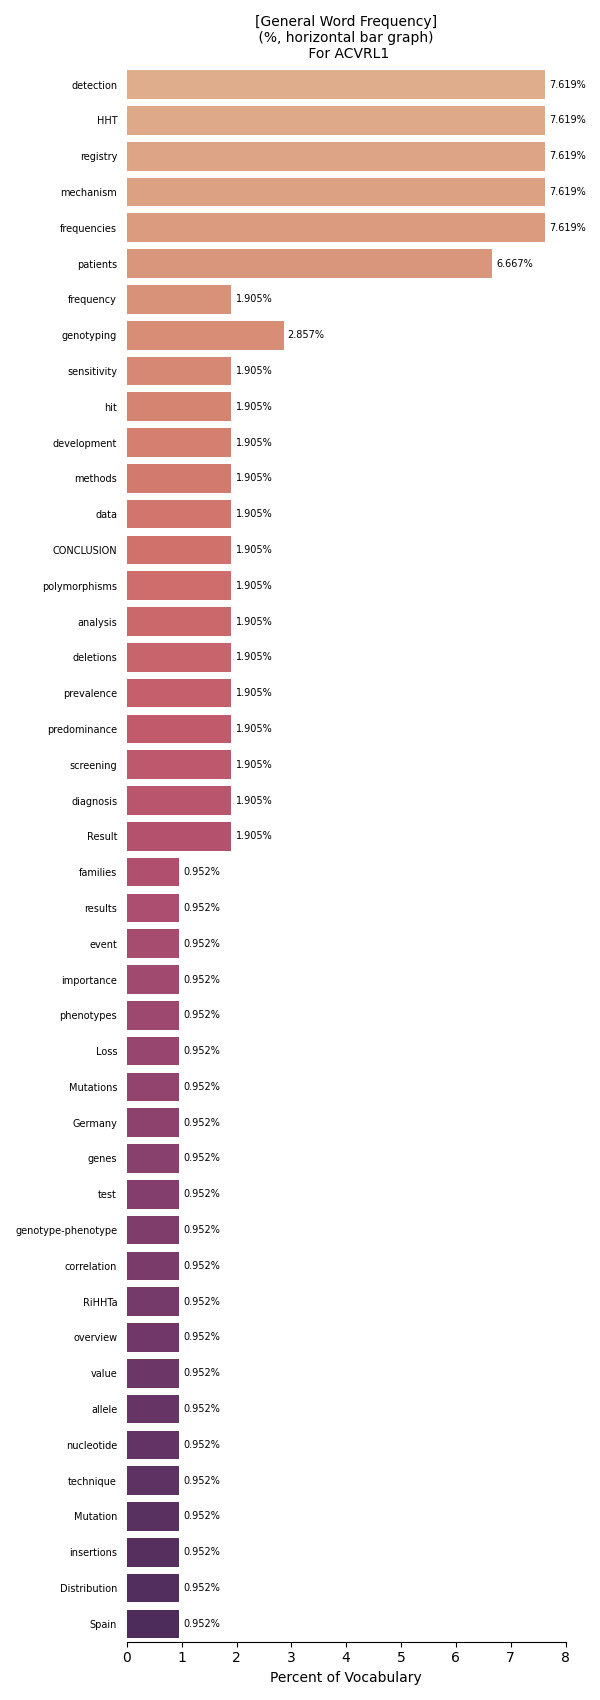 [General Word Frequency]
(%, horizontal bar graph)
For ACVRL1
detection 7.619%
HHT 7.619%
registry 7.619%
mechanism 7.619%
frequencies 7.619%
patients 6.667%
frequency 1.905%
genotyping 2.857%
sensitivity 1.905%
hit 1.905%
development 1.905%
methods 1.905%
data 1.905%
CONCLUSION 1.905%
polymorphisms 1.905%
analysis 1.905%
deletions 1.905%
prevalence 1.905%
predominance 1.905%
screening 1.905%
diagnosis 1.905%
Result 1.905%
families 0.952%
results 0.952%
event 0.952%
importance 0.952%
phenotypes 0.952%
Loss 0.952%
Mutations 0.952%
Germany 0.952%
genes 0.952%
test 0.952%
genotype-phenotype 0.952%
correlation 0.952%
RiHHTa 0.952%
overview 0.952%
value 0.952%
allele 0.952%
nucleotide 0.952%
technique 0.952%
Mutation 0.952%
insertions 0.952%
Distribution 0.952%
Spain 0.952%
0 1 2 3 4 5 6 7 8
Percent of Vocabulary